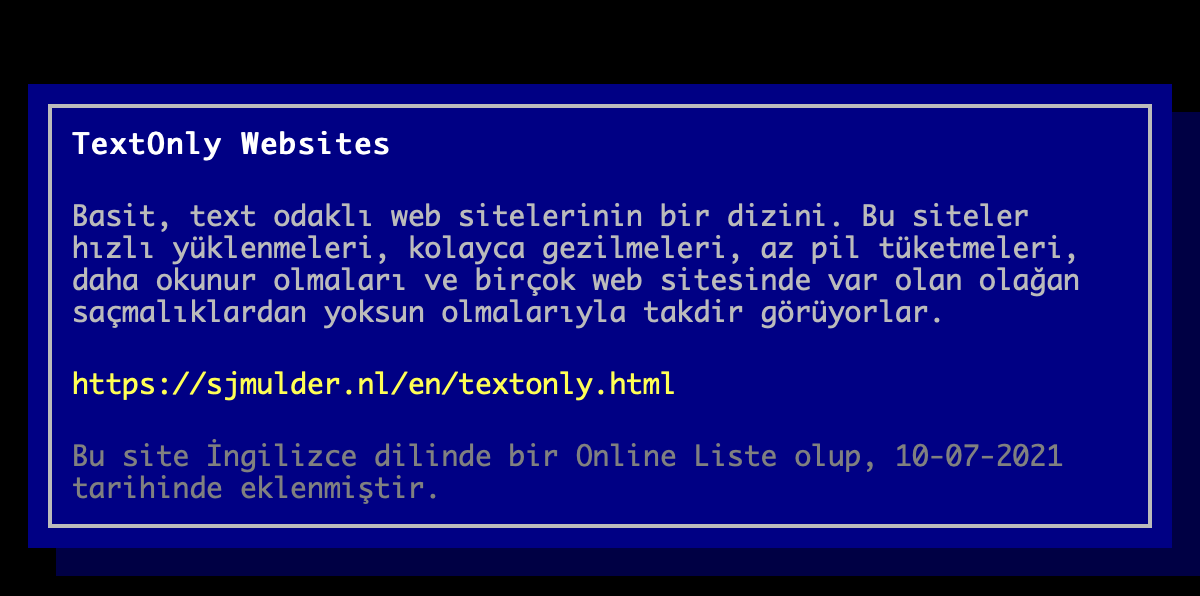 TextOnly Websites
Basit, text odaklı web sitelerinin bir dizini. Bu siteler
hızlı yüklenmeleri, kolayca gezilmeleri, az pil tüketmeleri,
daha okunur olmaları ve birçok web sitesinde var olan olağan
saçmalıklardan yoksun olmalarıyla takdir görüyorlar.
https://sjmulder.nl/en/textonly.html
Bu site İngilizce dilinde bir Online Liste olup, 10-07-2021
tarihinde eklenmiştir.